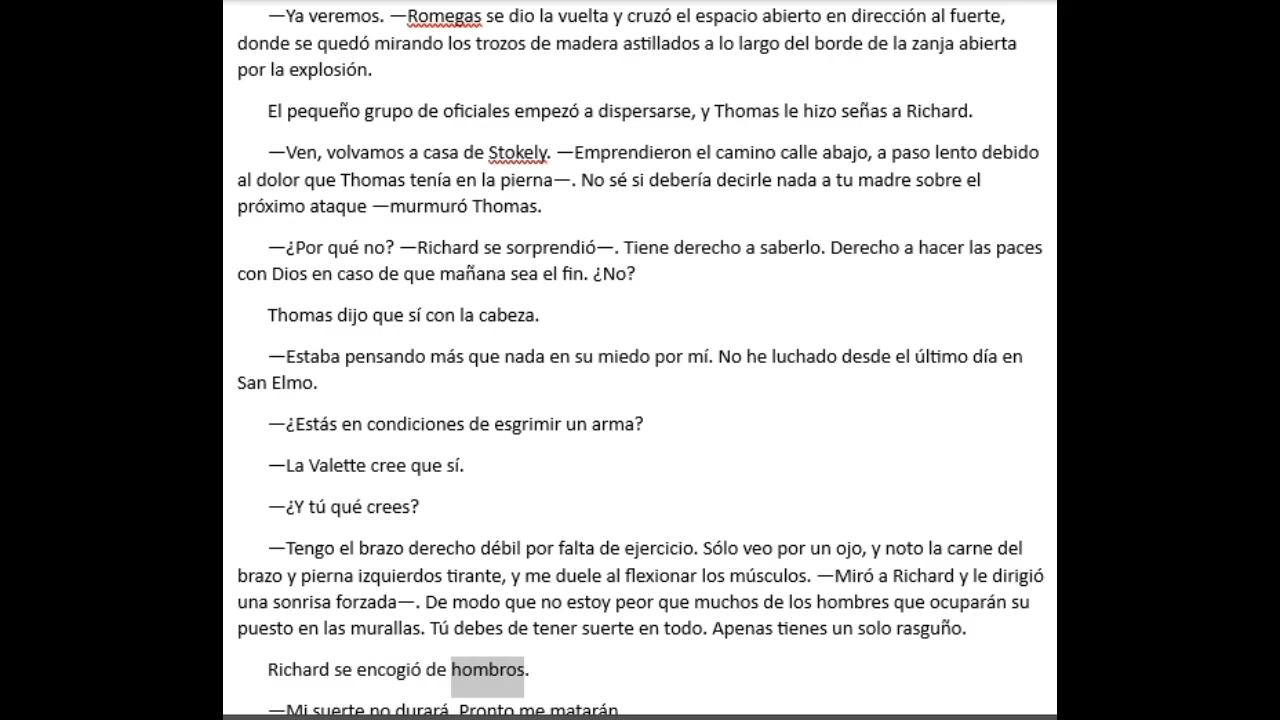 —Ya veremos. —Romegas se dio la vuelta y cruzó el espacio abierto en dirección al fuerte,
donde se quedó mirando los trozos de madera astillados a lo largo del borde de la zanja abierta
por la explosión.
El pequeño grupo de oficiales empezó a dispersarse, y Thomas le hizo señas a Richard.
—Ven, volvamos a casa de Stokely. —Emprendieron el camino calle abajo, a paso lento debido
al dolor que Thomas tenía en la pierna—. No sé si debería decirle nada a tu madre sobre el
próximo ataque —murmuró Thomas.
—¿Por qué no? —Richard se sorprendió—. Tiene derecho a saberlo. Derecho a hacer las paces
con Dios en caso de que mañana sea el fin. ¿No?
Thomas dijo que sí con la cabeza.
—Estaba pensando más que nada en su miedo por mí. No he luchado desde el último día en
San Elmo.
—¿Estás en condiciones de esgrimir un arma?
—La Valette cree que sí.
—¿Y tú qué crees?
—Tengo el brazo derecho débil por falta de ejercicio. Sólo veo por un ojo, y noto la carne del
brazo y pierna izquierdos tirante, y me duele al flexionar los músculos. —Miró a Richard y le dirigió
una sonrisa forzada—. De modo que no estoy peor que muchos de los hombres que ocuparán su
puesto en las murallas. Tú debes de tener suerte en todo. Apenas tienes un solo rasguño.
Richard se encogió de hombros.
—Mi suerte no durará. Pronto me matarán